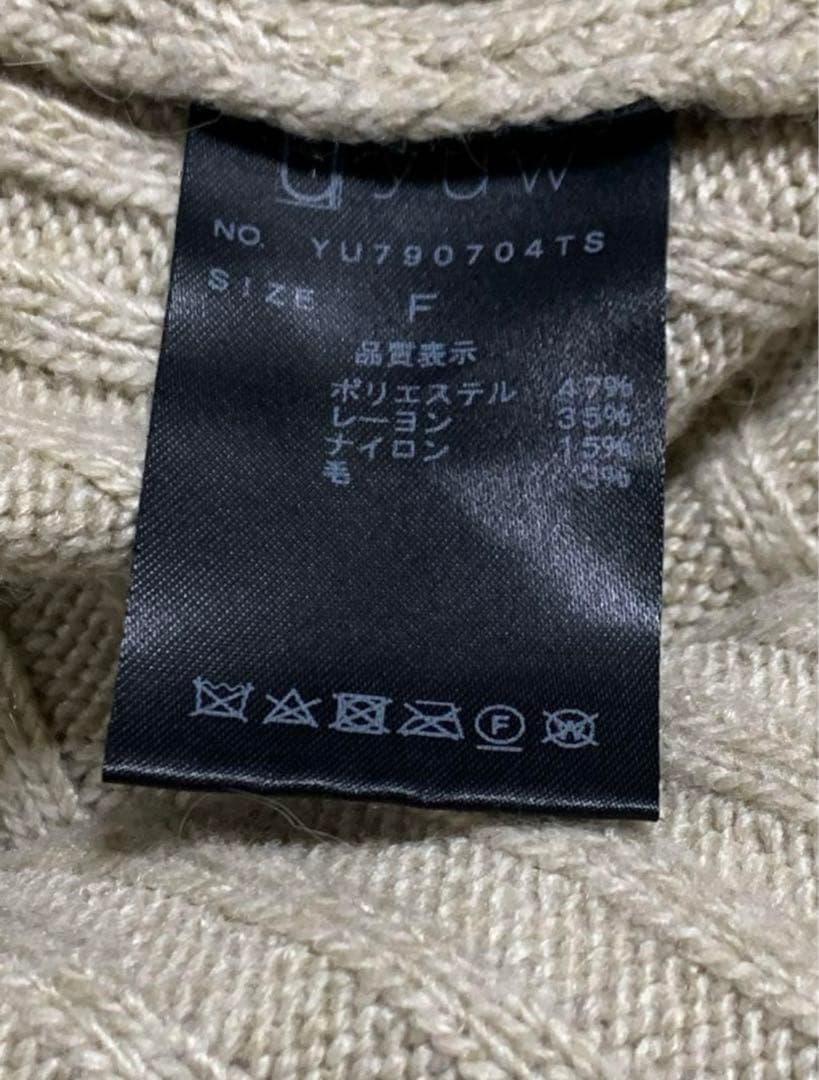 NO. YU790704TS
SIZE F
品質表示
ポリエステル 47%
レーヨン 35%
ナイロン 15%
毛 3%
F W